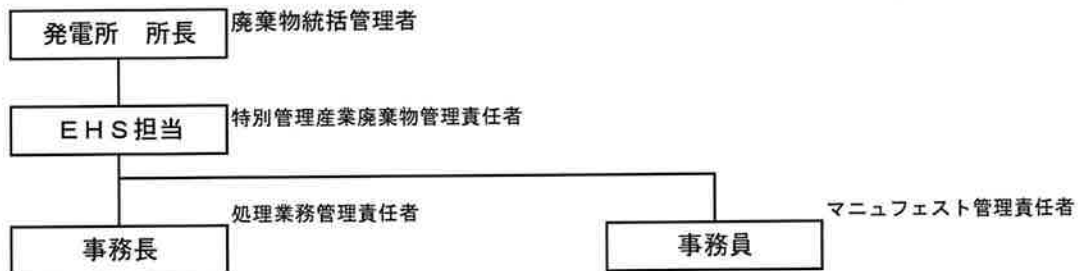 発電所　所長
廃棄物統括管理者
ＥＨＳ担当
特別管理産業廃棄物管理責任者
処理業務管理責任者
マニュフェスト管理責任者
事務長
事務員